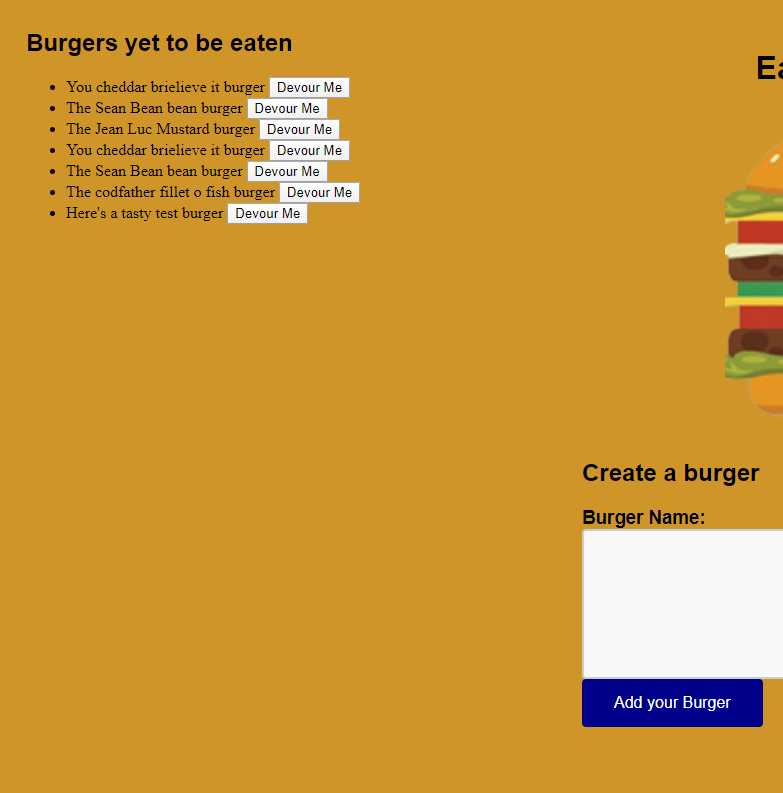 Burgers yet to be eaten
You cheddar brielieve it burger Devour Me
The Sean Bean bean burger Devour Me
The Jean Luc Mustard burger Devour Me
You cheddar brielieve it burger Devour Me
The Sean Bean bean burger Devour Me
The codfather fillet o fish burger Devour Me
Here's a tasty test burger Devour Me
Create a burger
Burger Name:
Add your Burger